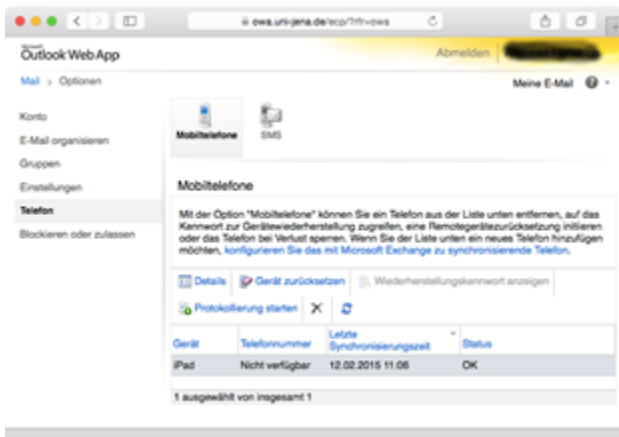 owa.uni-jena.de/ecp/?rfr=owa
Microsoft
Outlook Web App
Abmelden
Mail > Optionen
Meine E-Mail
Konto
E-Mail organisieren
Gruppen
Einstellungen
Telefon
Blockieren oder zulassen
Mobiltelefone
SMS
Mobiltelefone
Mit der Option "Mobiltelefone" können Sie ein Telefon aus der Liste unten entfernen, auf das
Kennwort zur Gerätewiederherstellung zugreifen, eine Remotegerätezurücksetzung initiieren
oder das Telefon bei Verlust sperren. Wenn Sie der Liste unten ein neues Telefon hinzufügen
möchten, konfigurieren Sie das mit Microsoft Exchange zu synchronisierende Telefon.
Details Gerät zurücksetzen Wiederherstellungskennwort anzeigen
Protokollierung starten
Gerät Telefonnummer Letzte Synchronisierungszeit Status
iPad Nicht verfügbar 12.02.2015 11:06 OK
1 ausgewählt von insgesamt 1